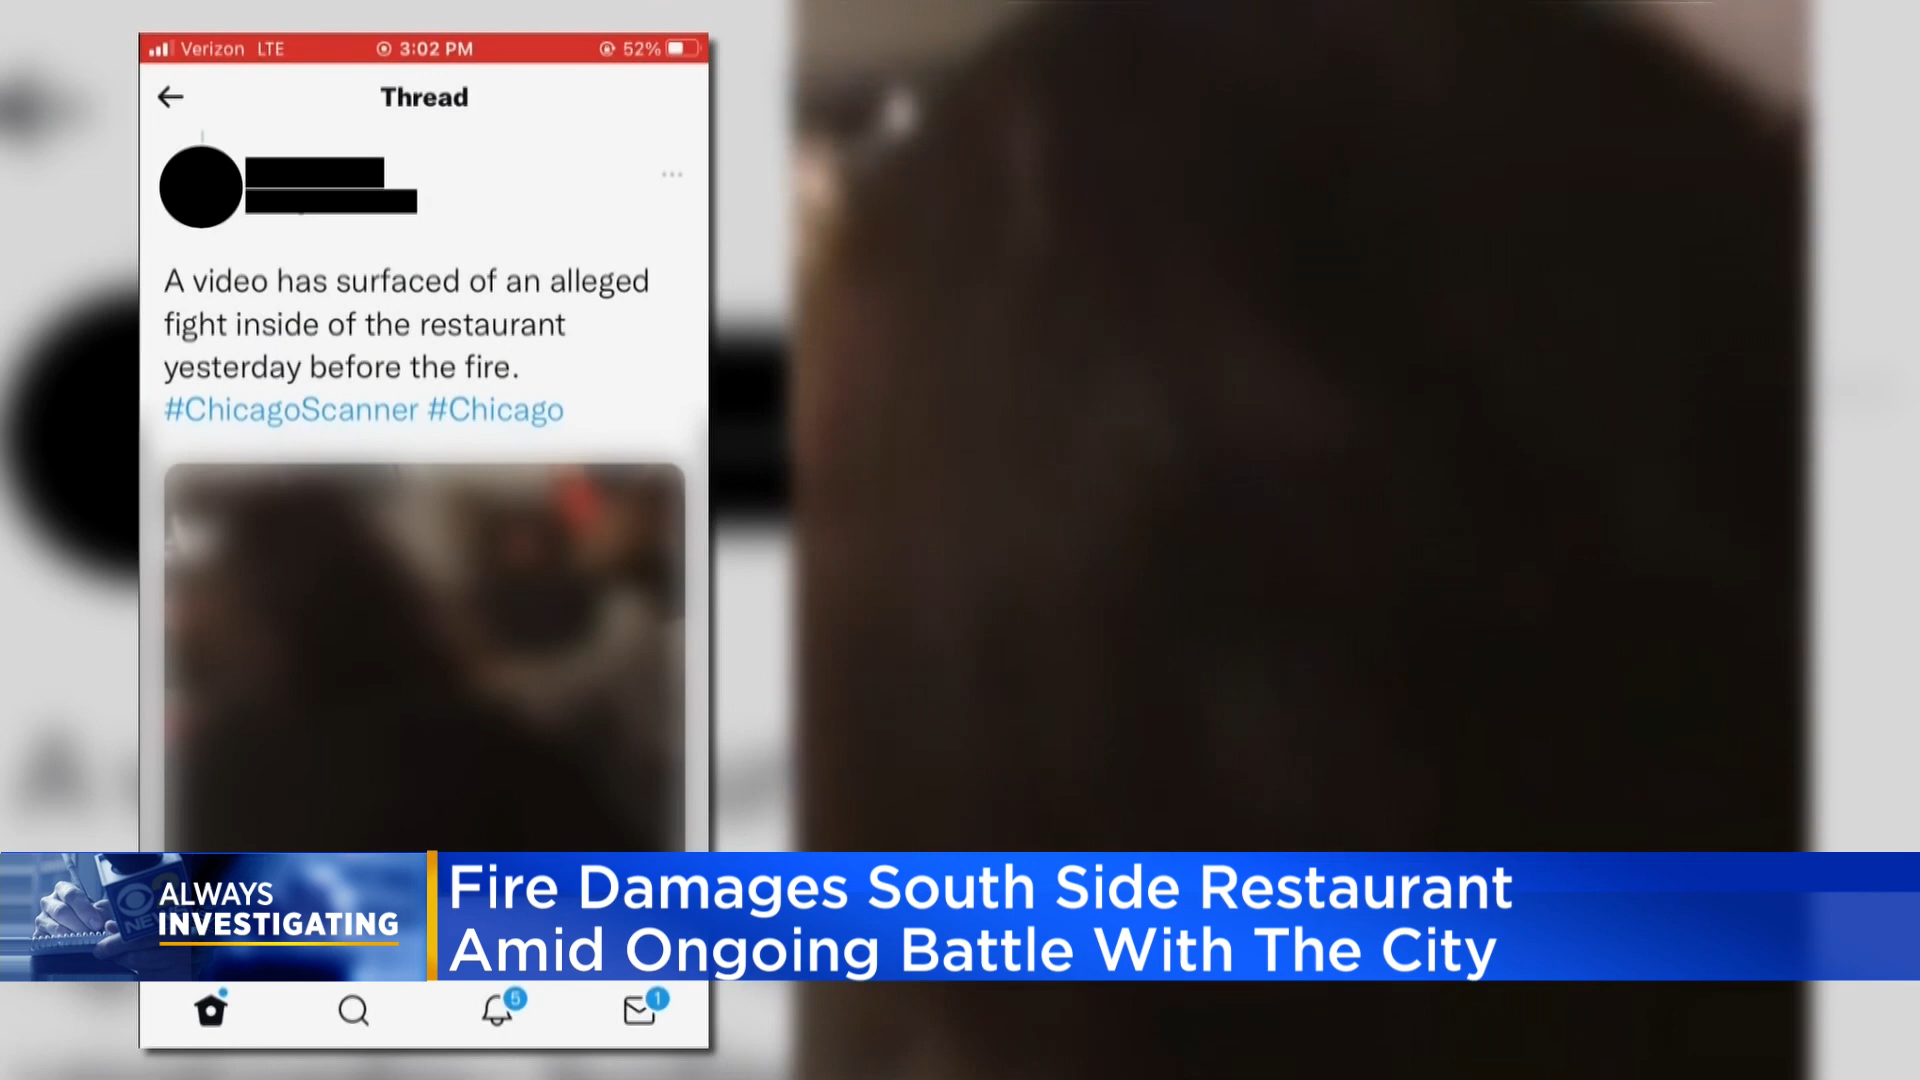 Verizon LTE 3:02 PM 52%
Thread
A video has surfaced of an alleged
fight inside of the restaurant
yesterday before the fire.
#ChicagoScanner #Chicago
ALWAYS
INVESTIGATING
Fire Damages South Side Restaurant
Amid Ongoing Battle With The City
5
1